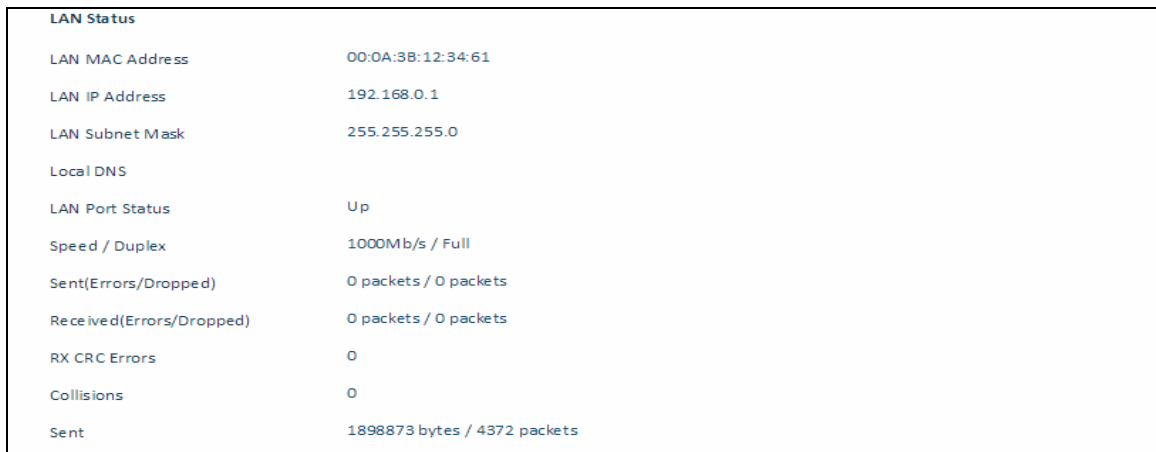 LAN Status
LAN MAC Address 00:0A:3B:12:34:61
LAN IP Address 192.168.0.1
LAN Subnet Mask 255.255.255.0
Local DNS
LAN Port Status Up
Speed / Duplex 1000Mb/s / Full
Sent(Errors/Dropped) 0 packets / 0 packets
Received(Errors/Dropped) 0 packets / 0 packets
RX CRC Errors 0
Collisions 0
Sent 1898873 bytes / 4372 packets